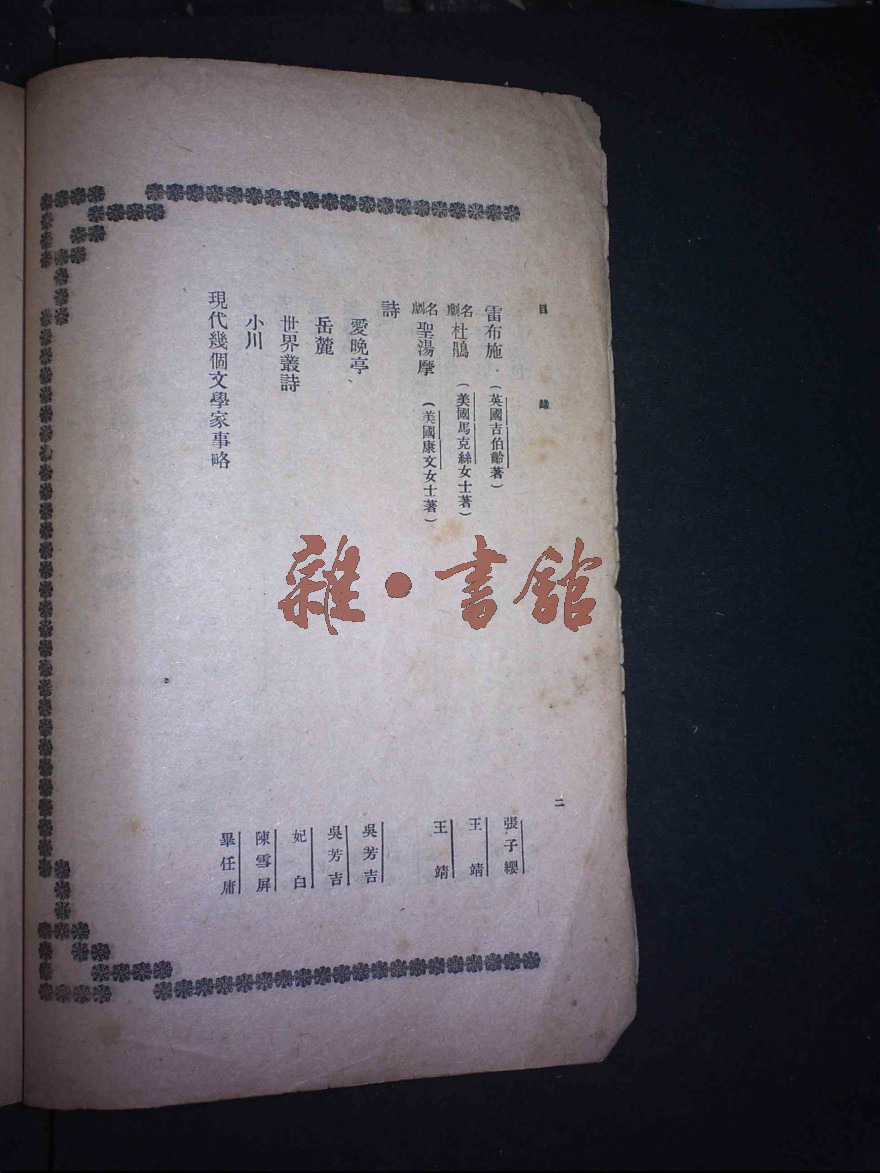 目錄 二
雷布施．（英國吉伯齡著） 張子纓
名劇 杜鵑（美國馬克絲女士著） 王靖
名劇 聖湯摩（美國康文女士著） 王靖
詩
愛晚亭 吳芳吉
岳麓 吳芳吉
世界叢詩 妃白
小川 陳雪屏
現代幾個文學家事略 畢任庸
雜・書館